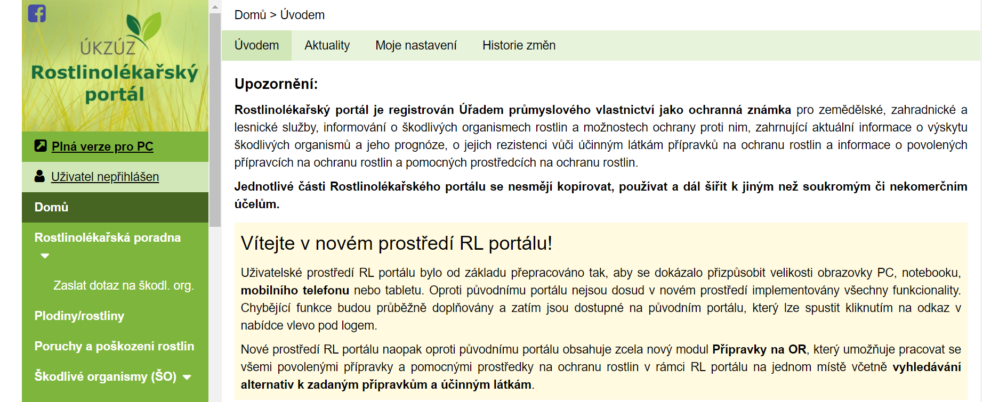 ÚKZÚZ
Rostlinolékařský
portál
Plná verze pro PC
Uživatel nepřihlášen
Domů
Rostlinolékařská poradna
Zaslat dotaz na škodl. org.
Plodiny/rostliny
Poruchy a poškození rostlin
Škodlivé organismy (ŠO)
Domů > Úvodem
Úvodem Aktuality Moje nastavení Historie změn
Upozornění:
Rostlinolékařský portál je registrován Úřadem průmyslového vlastnictví jako ochranná známka pro zemědělské, zahradnické a
lesnické služby, informování o škodlivých organismech rostlin a možnostech ochrany proti nim, zahrnující aktuální informace o výskytu
škodlivých organismů a jeho prognóze, o jejich rezistenci vůči účinným látkám přípravků na ochranu rostlin a informace o povolených
přípravcích na ochranu rostlin a pomocných prostředcích na ochranu rostlin.
Jednotlivé části Rostlinolékařského portálu se nesmějí kopírovat, používat a dál šířit k jiným než soukromým či nekomerčním
účelům.
Vítejte v novém prostředí RL portálu!
Uživatelské prostředí RL portálu bylo od základu přepracováno tak, aby se dokázalo přizpůsobit velikosti obrazovky PC, notebooku,
mobilního telefonu nebo tabletu. Oproti původnímu portálu nejsou dosud v novém prostředí implementovány všechny funkcionality.
Chybějící funkce budou průběžně doplňovány a zatím jsou dostupné na původním portálu, který lze spustit kliknutím na odkaz v
nabídce vlevo pod logem.
Nové prostředí RL portálu naopak oproti původnímu portálu obsahuje zcela nový modul Přípravky na OR, který umožňuje pracovat se
všemi povolenými přípravky a pomocnými prostředky na ochranu rostlin v rámci RL portálu na jednom místě včetně vyhledávání
alternativ k zadaným přípravkům a účinným látkám.